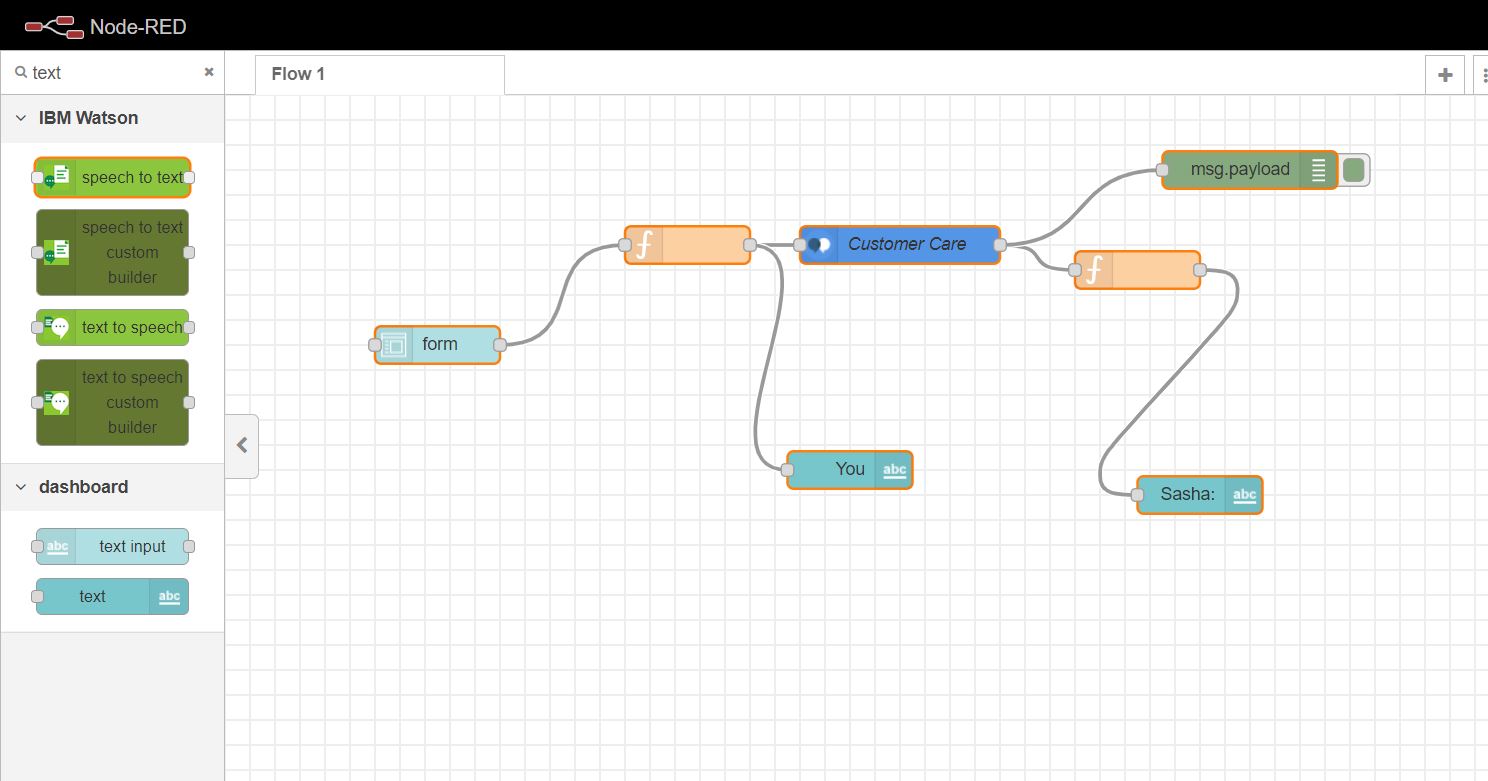 Node-RED
text
Flow 1
IBM Watson
speech to text
speech to text
custom
builder
text to speech
text to speech
custom
builder
dashboard
abc text input
text abc
form
Customer Care
msg.payload
You abc
Sasha: abc